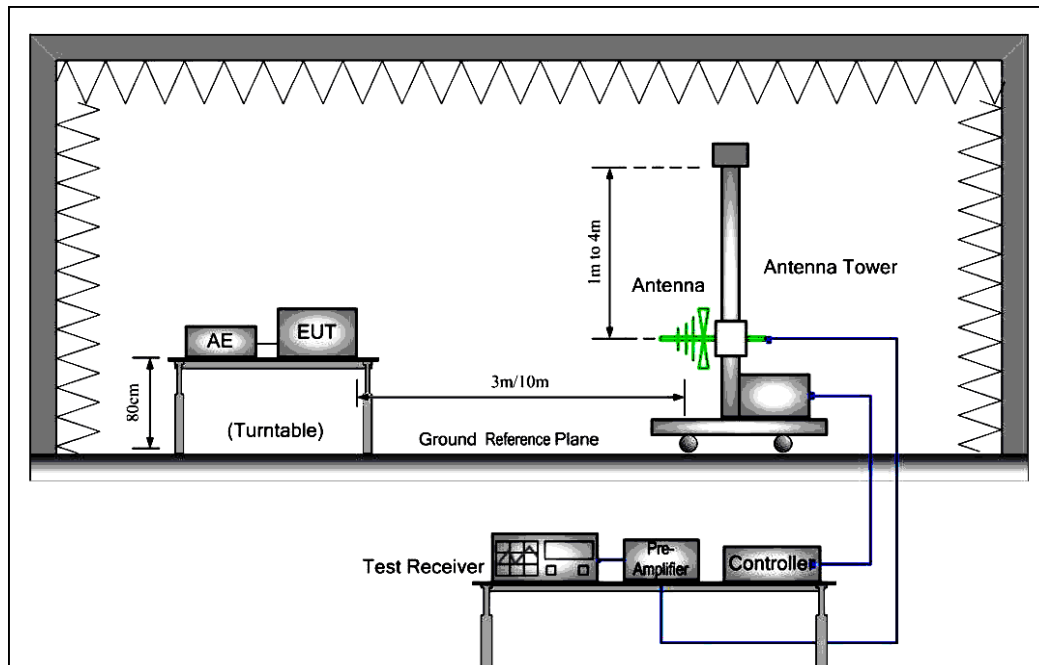 1m to 4m
Antenna Tower
Antenna
AE
EUT
80cm
3m/10m
(Turntable)
Ground Reference Plane
Test Receiver
Pre-
Amplifier
Controller